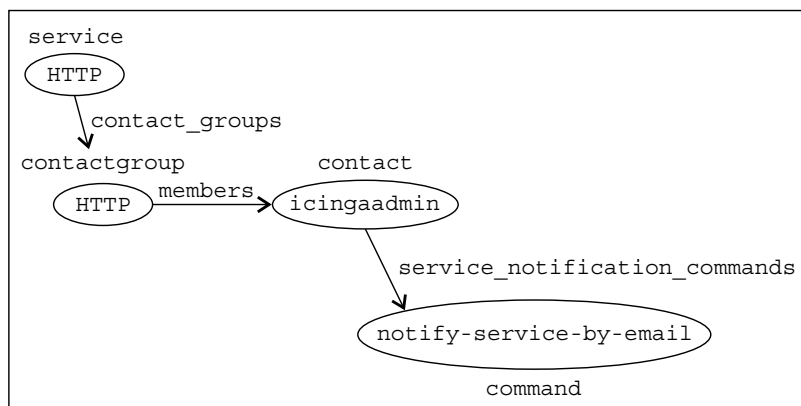 service
HTTP
contact_groups
contactgroup
contact
HTTP
members
icingaadmin
service_notification_commands
notify-service-by-email
command